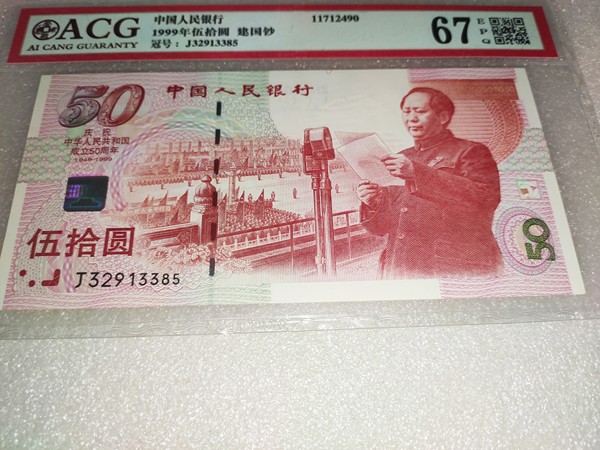 ACG
AI CANG GUARANTY
中国人民银行
11712490
1999年伍拾圆 建国钞
冠号: J32913385
67
E
P
Q
50
中国人民银行
庆祝
中华人民共和国
成立50周年
1949-1999
伍拾圆
J32913385
50